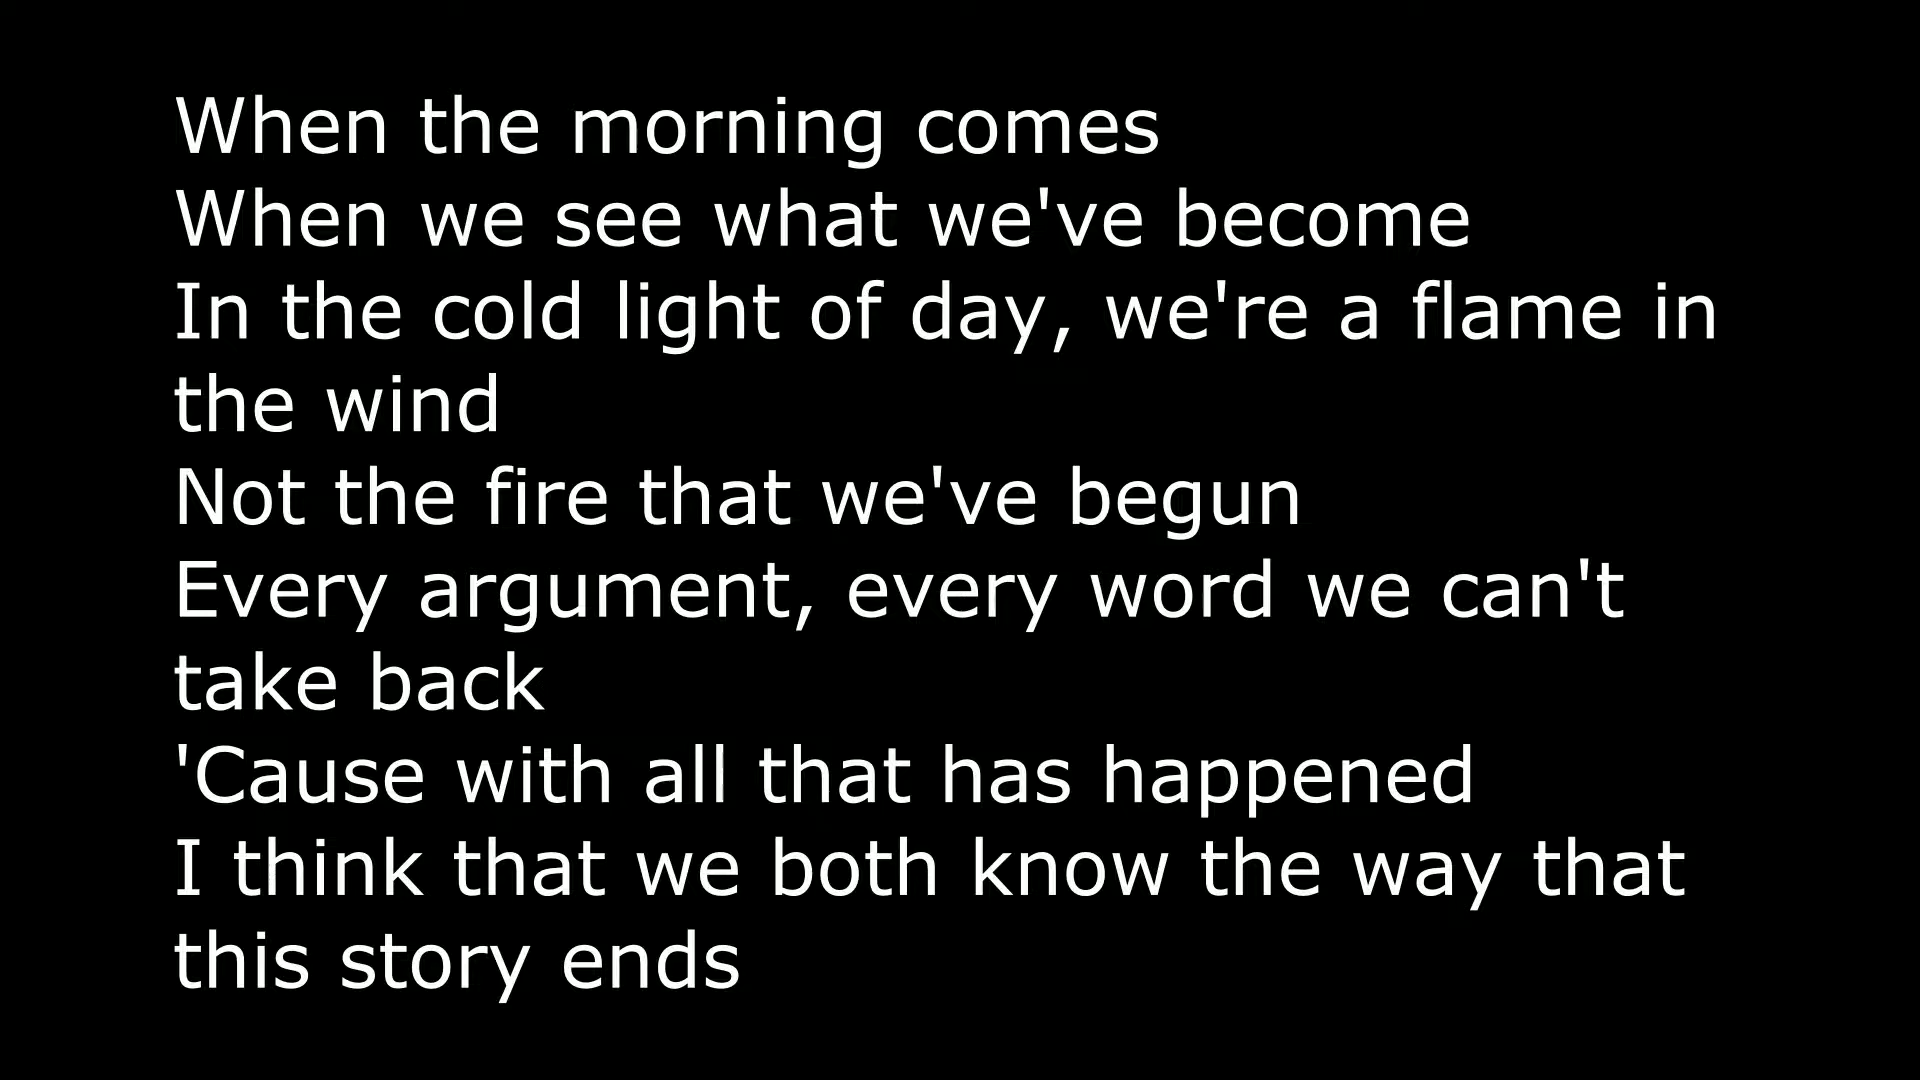 When the morning comes
When we see what we've become
In the cold light of day, we're a flame in
the wind
Not the fire that we've begun
Every argument, every word we can't
take back
'Cause with all that has happened
I think that we both know the way that
this story ends